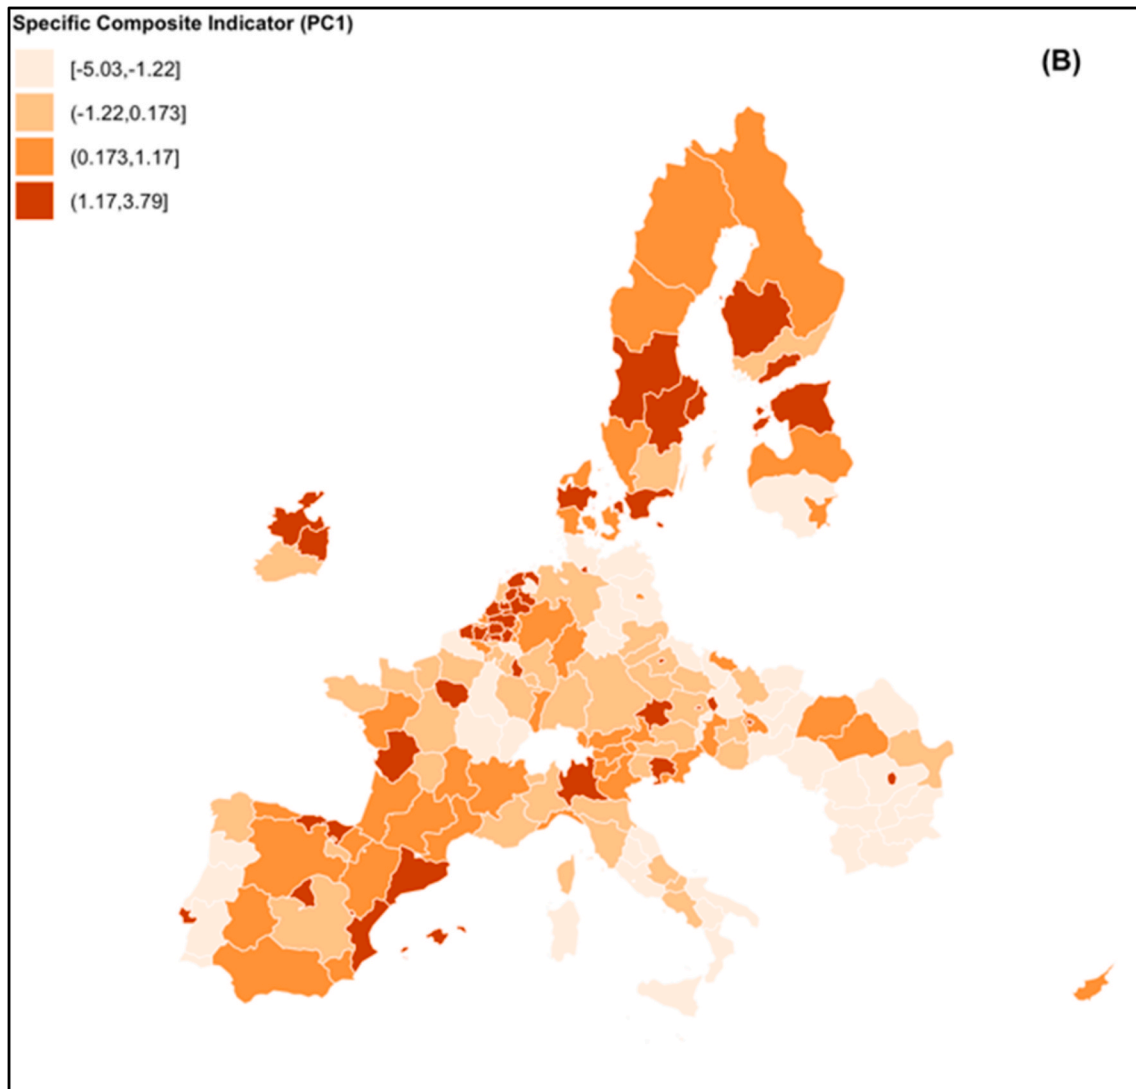 Specific Composite Indicator (PC1)
[-5.03,-1.22]
(-1.22,0.173]
(0.173,1.17]
(1.17,3.79]
(B)